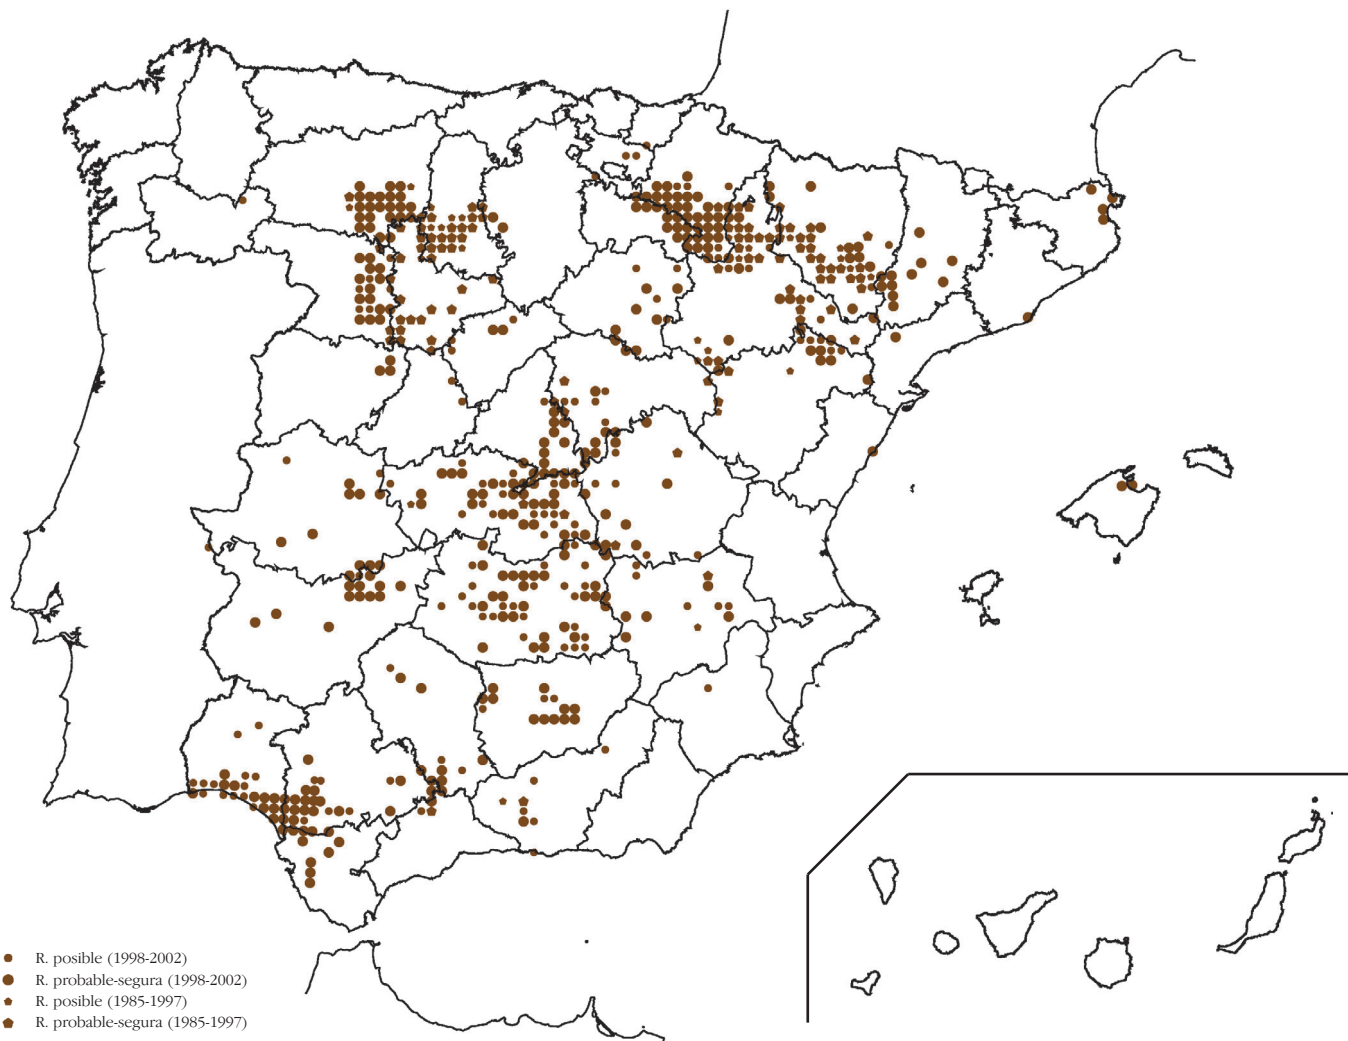 R. posible (1998-2002)
R. probable-segura (1998-2002)
R. posible (1985-1997)
R. probable-segura (1985-1997)